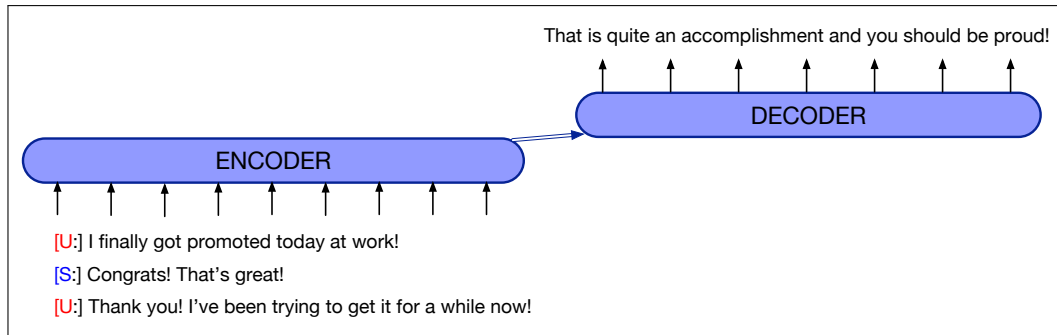 That is quite an accomplishment and you should be proud!
DECODER
ENCODER
[U:] I finally got promoted today at work!
[S:] Congrats! That's great!
[U:] Thank you! I've been trying to get it for a while now!